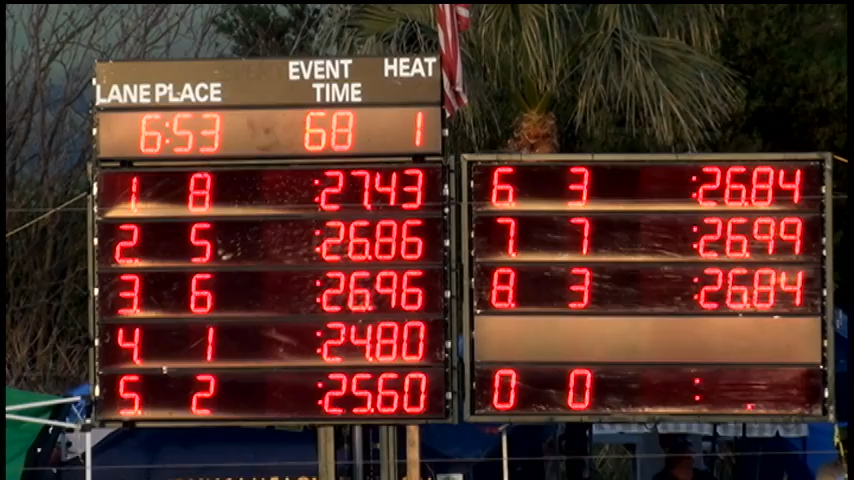 EVENT HEAT
LANE PLACE TIME
6:53 68 1
1 8 :27.43
2. 5 :26.86
3. 6 :26.96
4. 1 :24.80
5. 2 :25.60
6. 3 :26.84
7. 7 :26.99
8. 3 :26.84
0 0 :